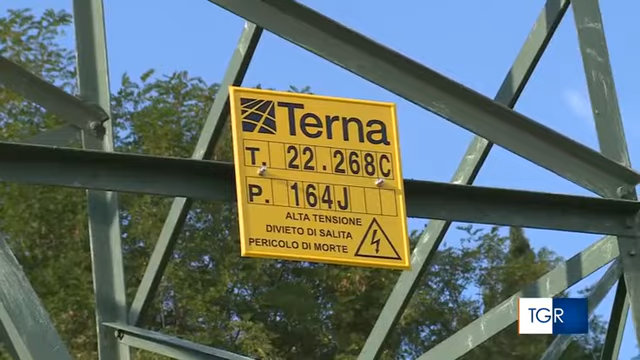 Terna
T. 22.268C
P. 164J
ALTA TENSIONE
DIVIETO DI SALITA
PERICOLO DI MORTE
TGR